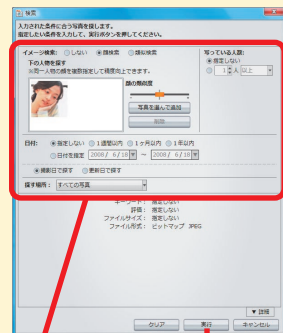 検索
入力された条件に合う写真を探します。
指定したい条件を入力して、実行ボタンを押してください。
イメージ検索: しない 顔検索 類似検索
写っている人数:
下の人物を探す
指定しない
※同一人物の顔を複数指定して精度向上できます。
1 人 以上
顔の類似度
写真を選んで追加
削除
日付: 指定しない 1週間以内 1ヶ月以内 1年以内
日付を指定 2008/ 6/18 ～ 2008/ 6/18
撮影日で探す 更新日で探す
探す場所: すべての写真
キーワード: 指定しない
評価: 指定しない
ファイルサイズ: 指定しない
ファイル形式: ビットマップ JPEG
▼ 詳細
クリア 実行 キャンセル